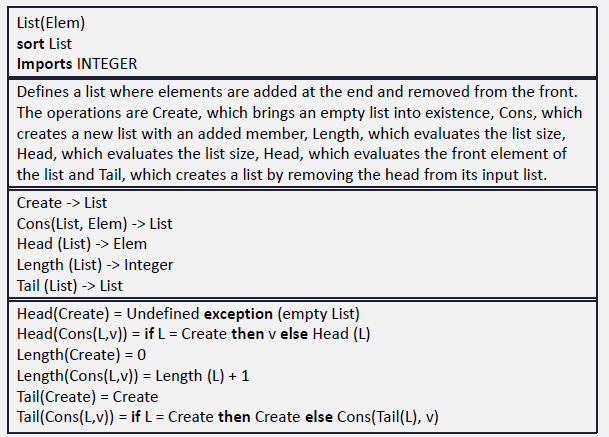 List(Elem)
sort List
Imports INTEGER
Defines a list where elements are added at the end and removed from the front.
The operations are Create, which brings an empty list into existence, Cons, which
creates a new list with an added member, Length, which evaluates the list size,
Head, which evaluates the list size, Head, which evaluates the front element of
the list and Tail, which creates a list by removing the head from its input list.
Create -> List
Cons(List, Elem) -> List
Head (List) -> Elem
Length (List) -> Integer
Tail (List) -> List
Head(Create) = Undefined exception (empty List)
Head(Cons(L,v)) = if L = Create then v else Head (L)
Length(Create) = 0
Length(Cons(L,v)) = Length (L) + 1
Tail(Create) = Create
Tail(Cons(L,v)) = if L = Create then Create else Cons(Tail(L), v)